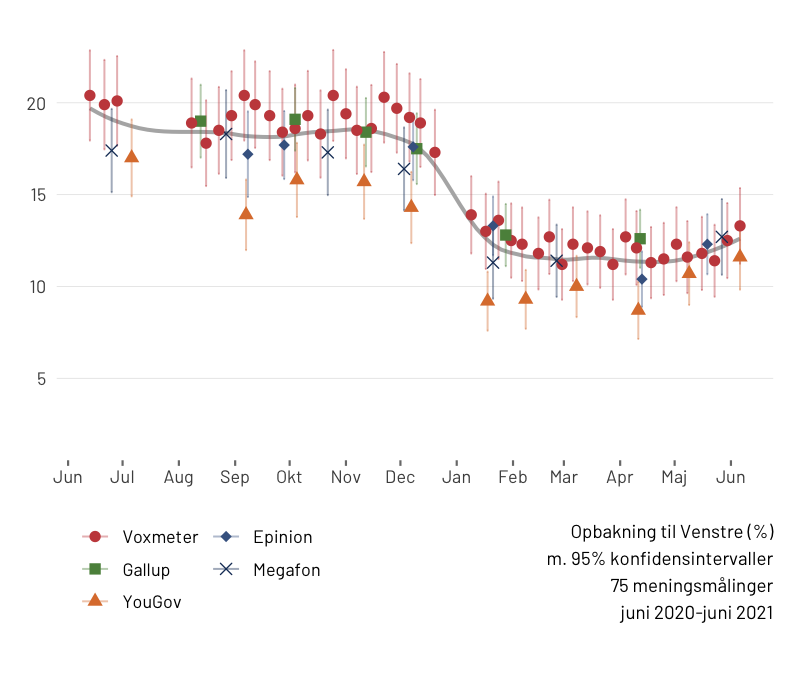 20
15
10
5
Jun Jul Aug Sep Okt Nov Dec Jan Feb Mar Apr Maj Jun
Voxmeter Epinion
Gallup Megafon
YouGov
Opbakning til Venstre (%)
m. 95% konfidensintervaller
75 meningsmålinger
juni 2020-juni 2021